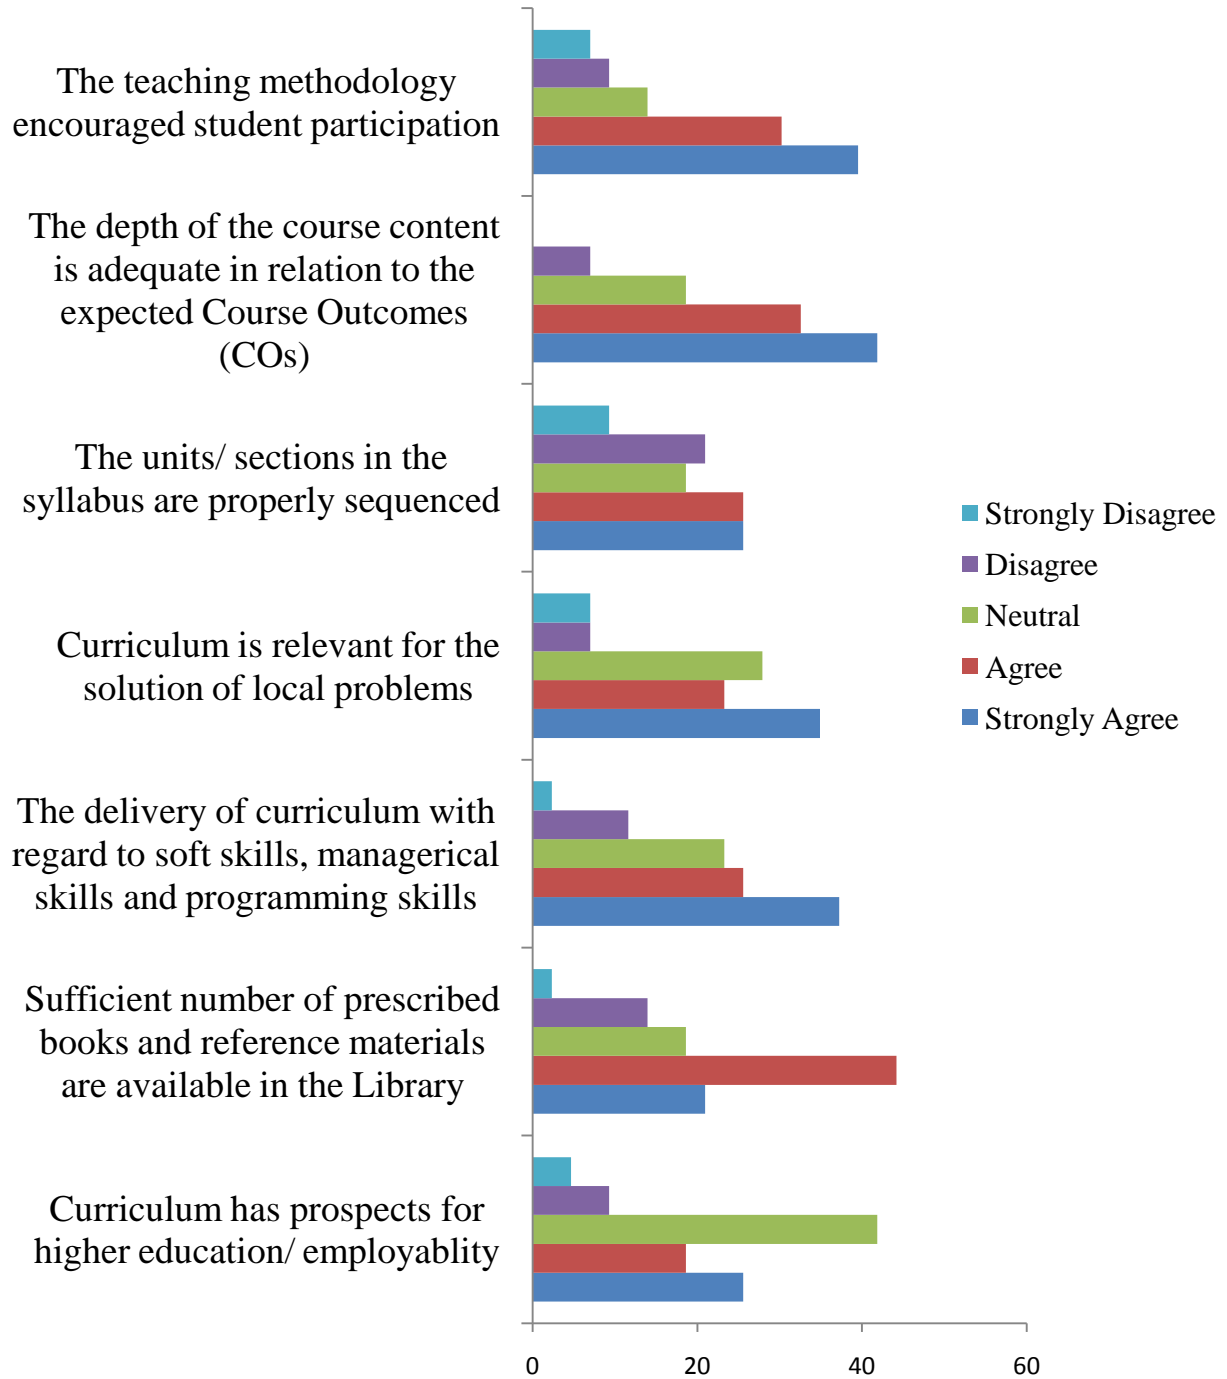 The teaching methodology
encouraged student participation
The depth of the course content
is adequate in relation to the
expected Course Outcomes
(COs)
The units/ sections in the
syllabus are properly sequenced
Curriculum is relevant for the
solution of local problems
The delivery of curriculum with
regard to soft skills, managerical
skills and programming skills
Sufficient number of prescribed
books and reference materials
are available in the Library
Curriculum has prospects for
higher education/ employablity
Strongly Disagree
Disagree
Neutral
Agree
Strongly Agree
0 20 40 60